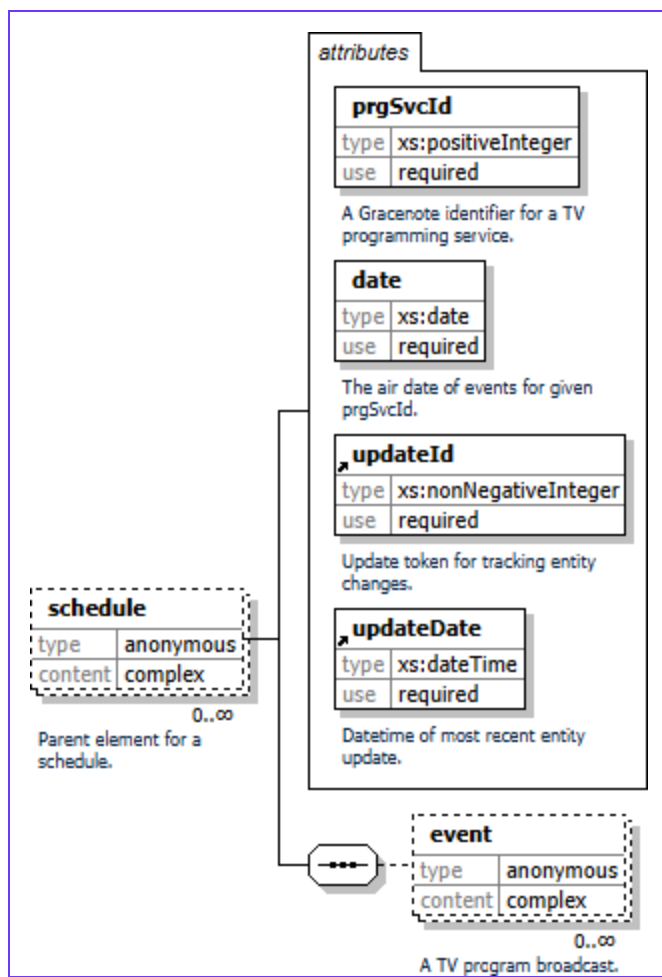 attributes
prgSvcId
type xs:positiveInteger
use required
A Gracenote identifier for a TV
programming service.
date
type xs:date
use required
The air date of events for given
prgSvcId.
updateId
type xs:nonNegativeInteger
use required
Update token for tracking entity
changes.
updateDate
type xs:dateTime
use required
Datetime of most recent entity
update.
schedule
type anonymous
content complex
0..∞
Parent element for a
schedule.
event
type anonymous
content complex
0..∞
A TV program broadcast.